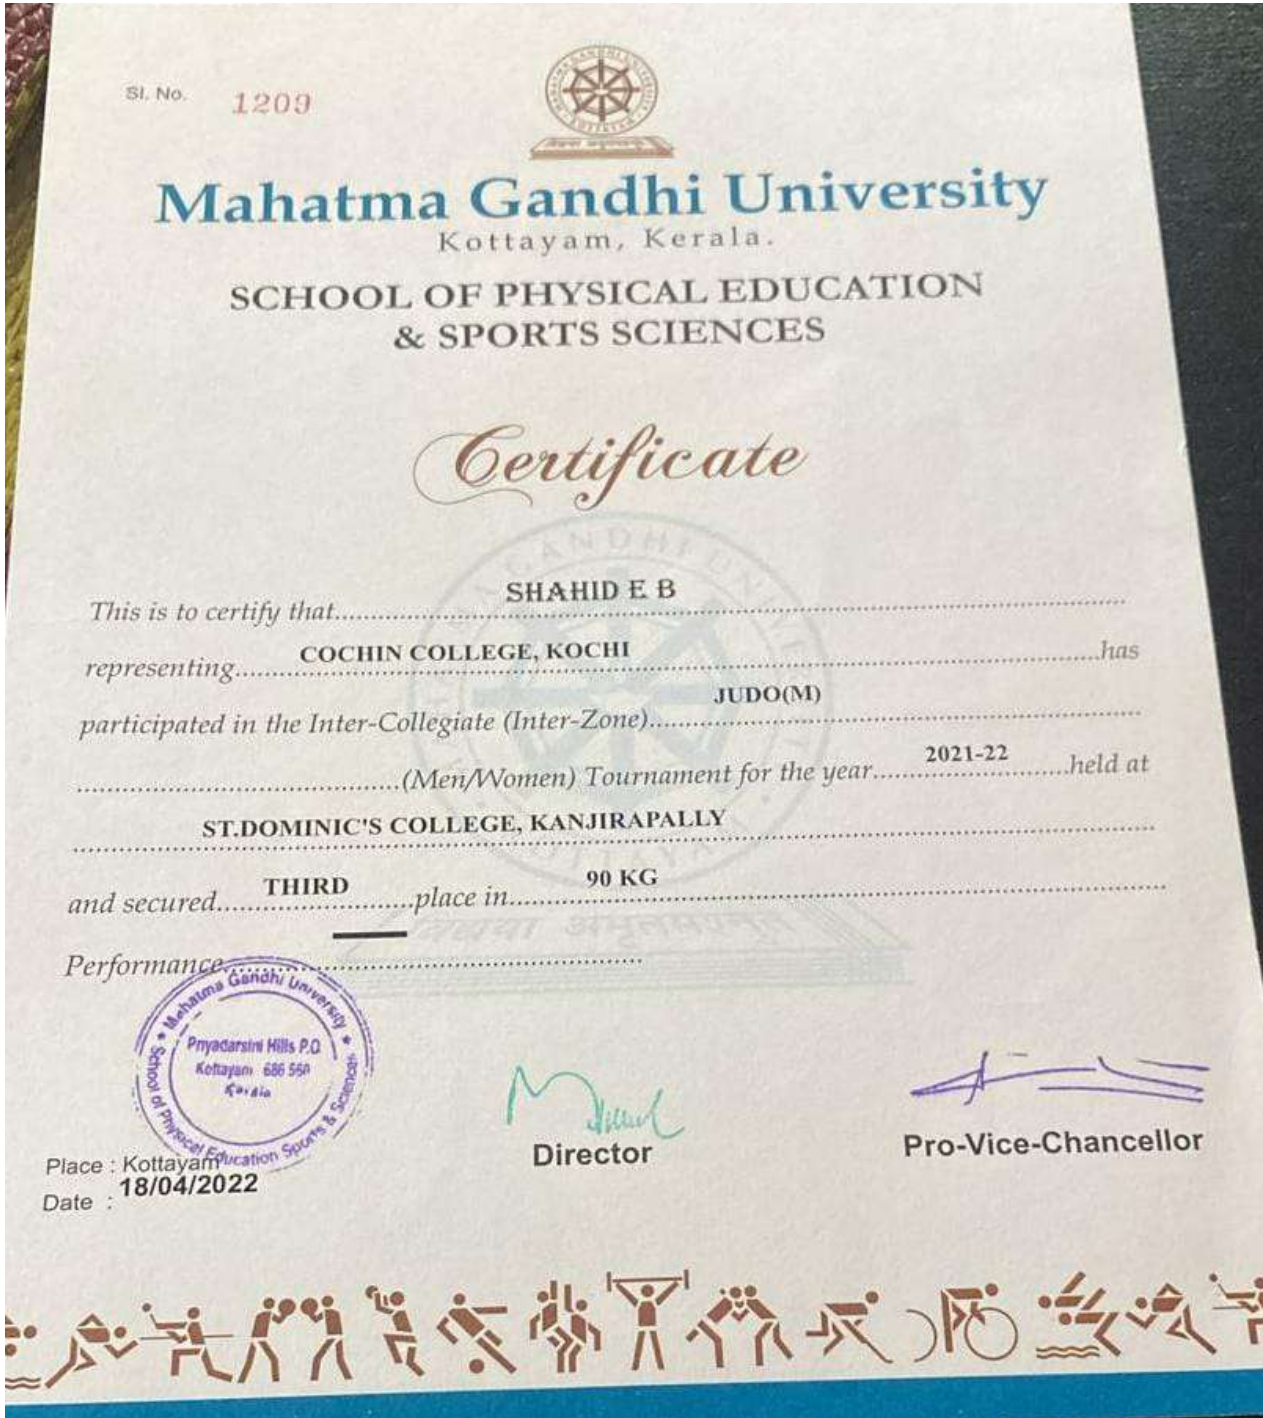 Sl. No. 1209
Mahatma Gandhi University
Kottayam, Kerala.
SCHOOL OF PHYSICAL EDUCATION
& SPORTS SCIENCES
Certificate
This is to certify that..........SHAHID E B..........
representing..........COCHIN COLLEGE, KOCHI..........has
participated in the Inter-Collegiate (Inter-Zone)..........JUDO(M)..........
..........(Men/Women) Tournament for the year..........2021-22..........held at
ST.DOMINIC'S COLLEGE, KANJIRAPALLY
and secured..........THIRD..........place in..........90 KG..........
Performance..........
Mahatma Gandhi University
Priyadarsini Hills P.O
Kottayam 686 560
Kerala
School of Physical Education Sports & Sciences
Director
Pro-Vice-Chancellor
Place : Kottayam
Date : 18/04/2022